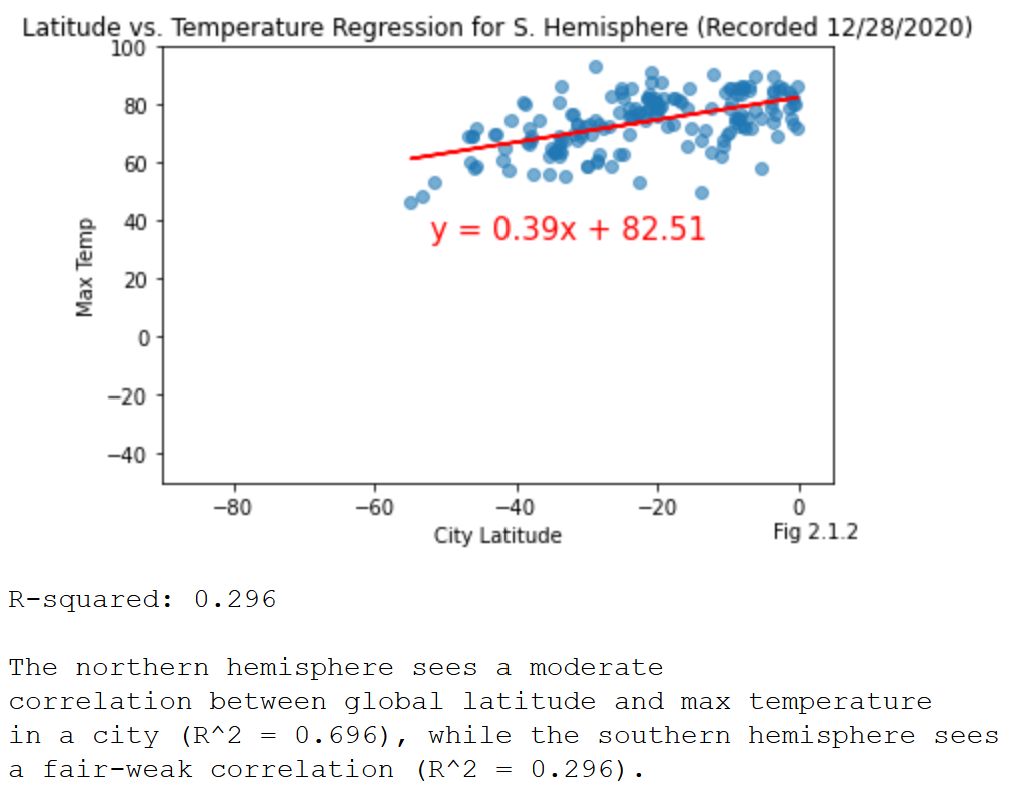 Latitude vs. Temperature Regression for S. Hemisphere (Recorded 12/28/2020)
100
80
60
40
20
0
−20
−40
Max Temp
y = 0.39x + 82.51
−80 −60 −40 −20 0
City Latitude
Fig 2.1.2
R-squared: 0.296
The northern hemisphere sees a moderate
correlation between global latitude and max temperature
in a city (R^2 = 0.696), while the southern hemisphere sees
a fair-weak correlation (R^2 = 0.296).